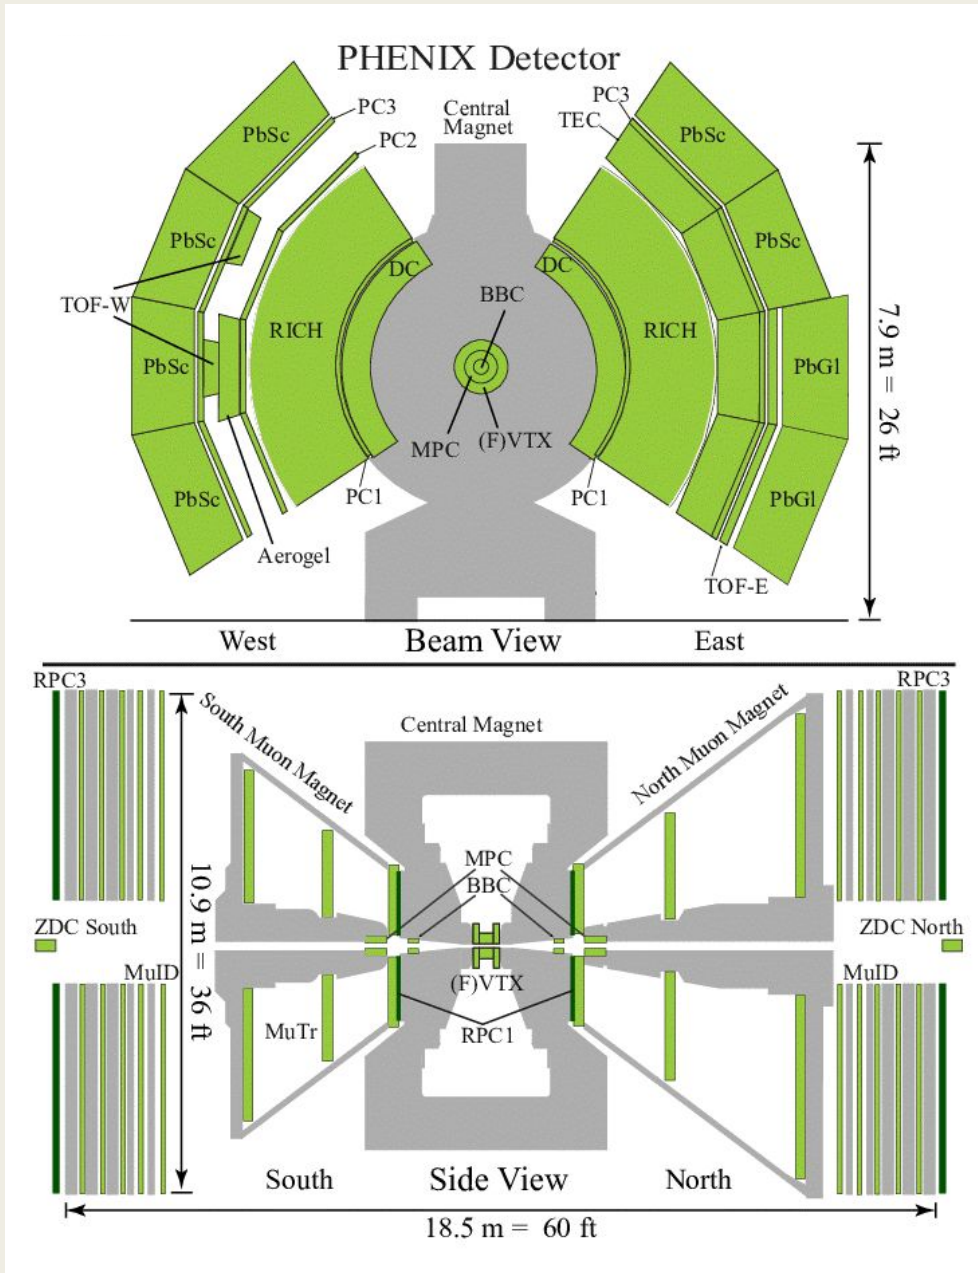 PHENIX Detector
Central
Magnet
PC3
PC2
PbSc
PbSc
TOF-W
PbSc
PbSc
RICH
DC
BBC
MPC
(F)VTX
PC1
Aerogel
PC3
TEC
PbSc
PbSc
DC
RICH
PbGl
PbGl
PC1
TOF-E
7.9 m = 26 ft
West
Beam View
East
RPC3
RPC3
South Muon Magnet
Central Magnet
North Muon Magnet
MPC
BBC
ZDC South
ZDC North
10.9 m = 36 ft
MuID
(F)VTX
MuID
MuTr
RPC1
South
Side View
North
18.5 m = 60 ft